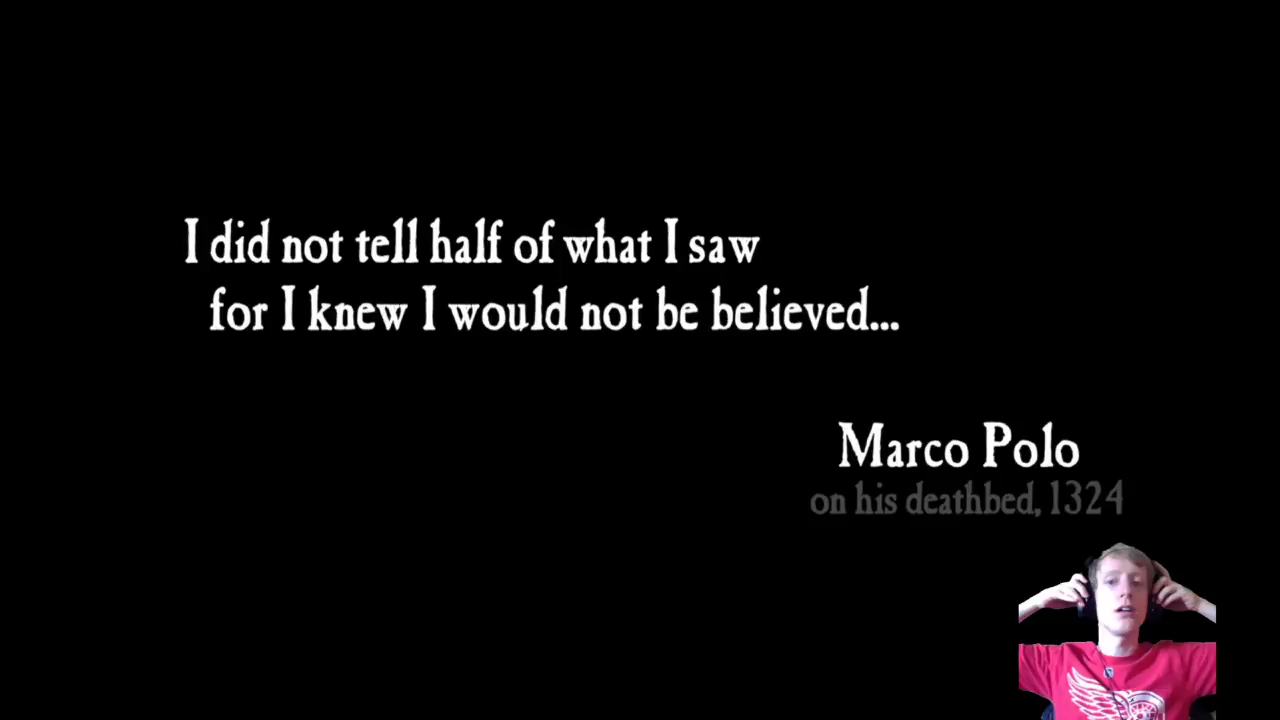 I did not tell half of what I saw
for I knew I would not be believed...
Marco Polo
on his deathbed, 1324